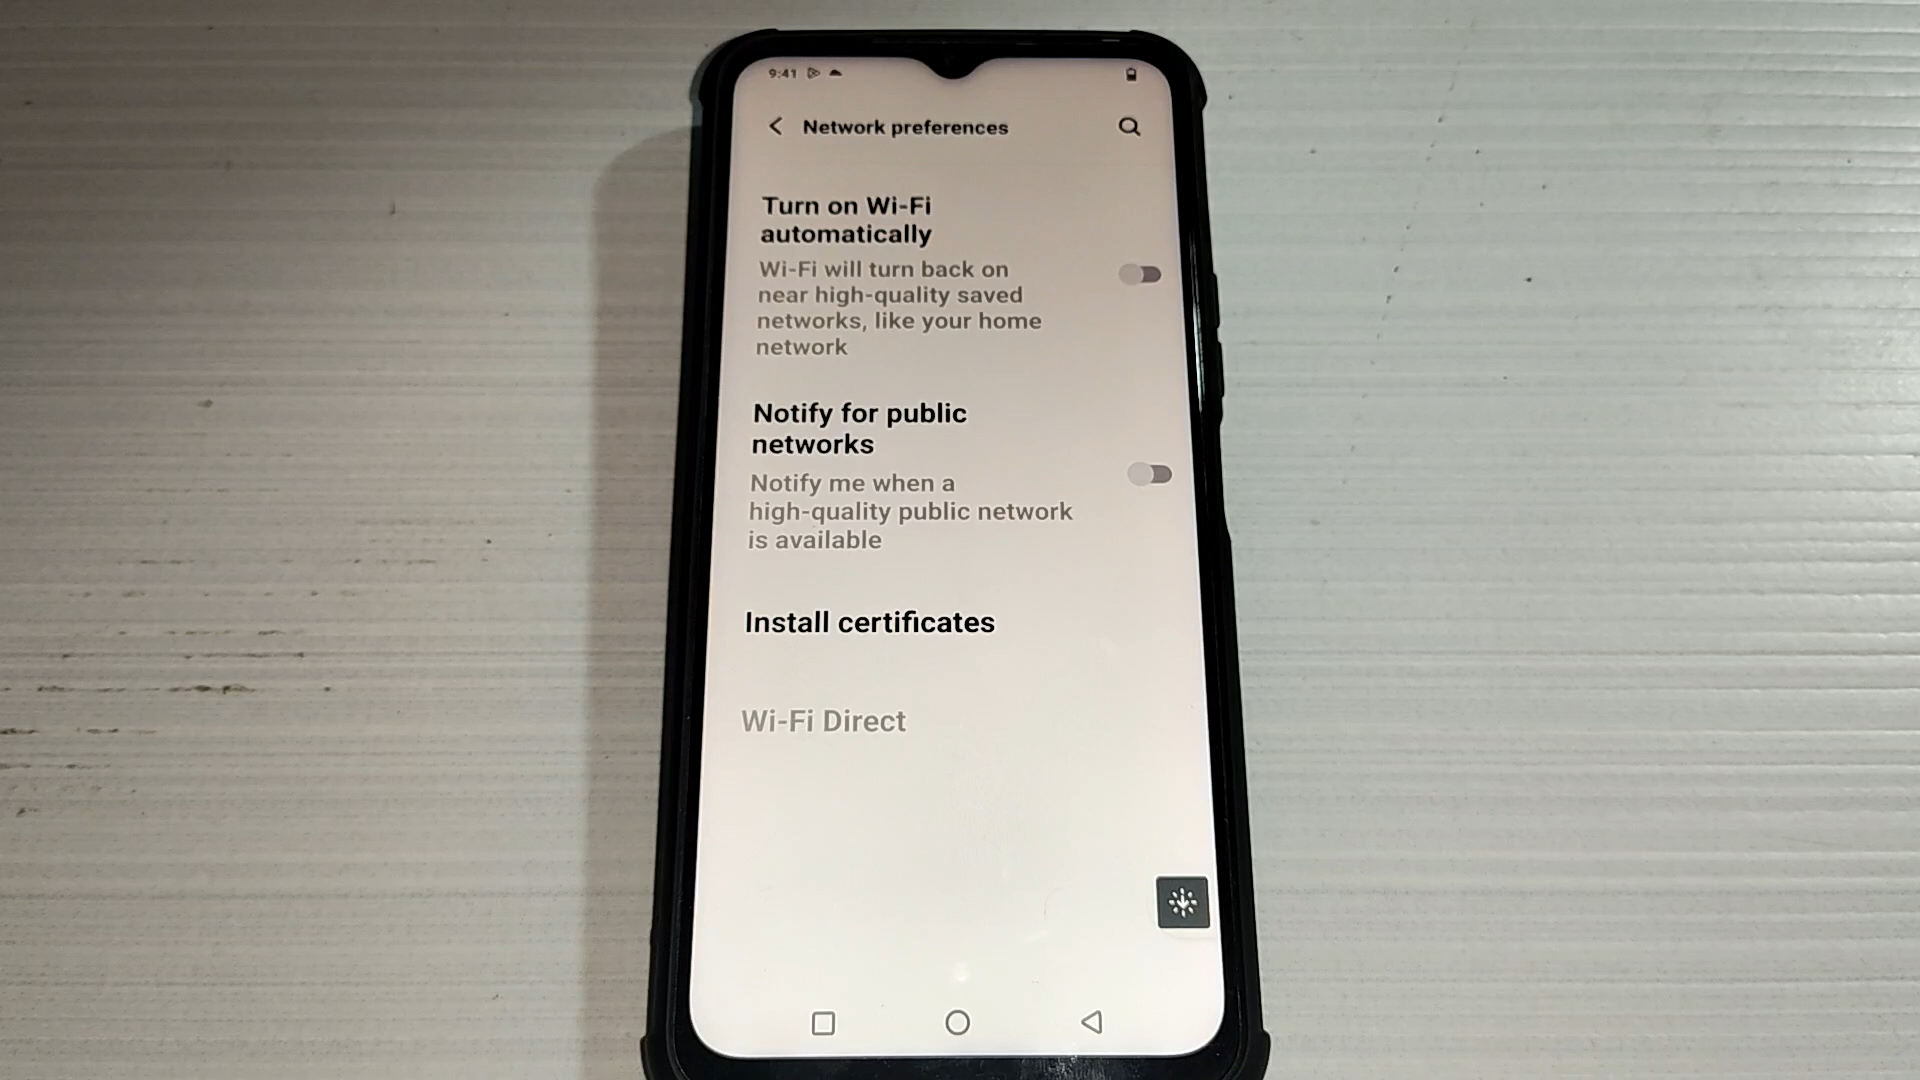 9:41
Network preferences
Turn on Wi-Fi
automatically
Wi-Fi will turn back on
near high-quality saved
networks, like your home
network
Notify for public
networks
Notify me when a
high-quality public network
is available
Install certificates
Wi-Fi Direct